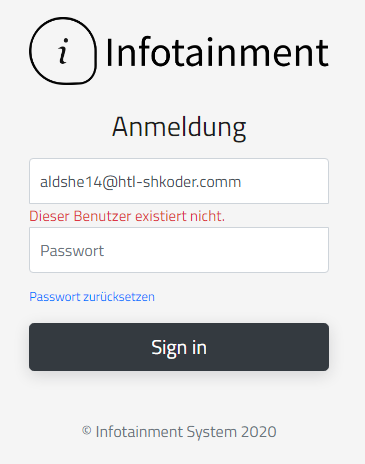 i Infotainment
Anmeldung
aldshe14@htl-shkoder.comm
Dieser Benutzer existiert nicht.
Passwort
Passwort zurücksetzen
Sign in
© Infotainment System 2020